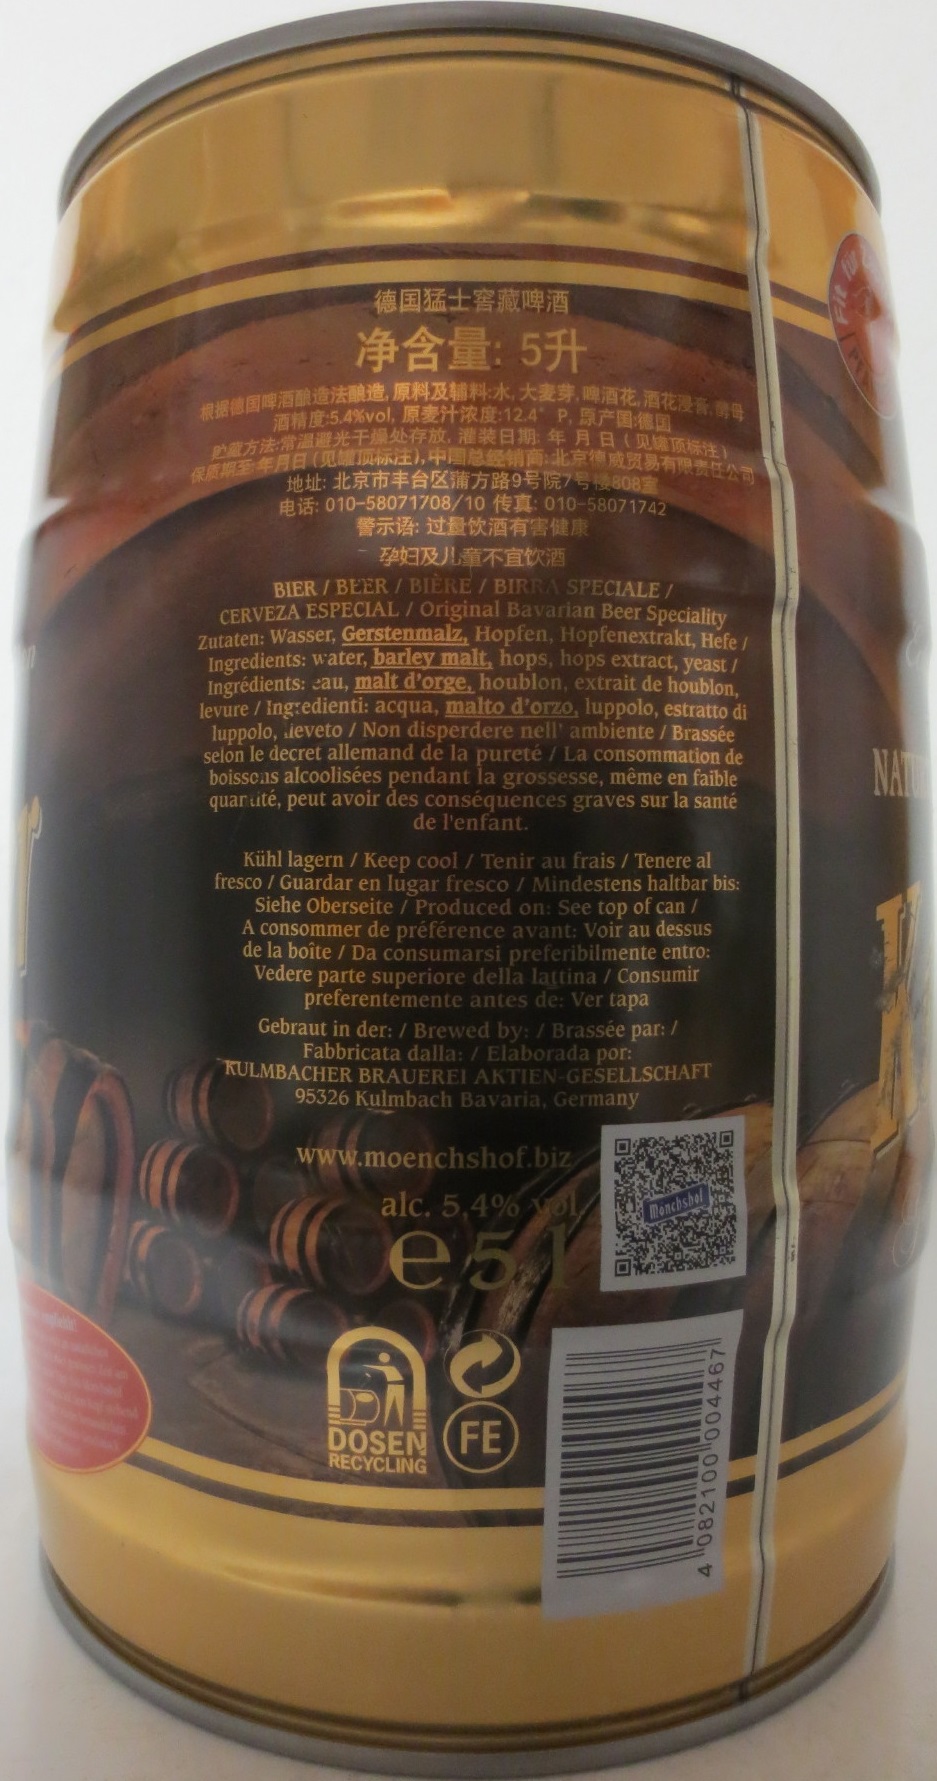 德国猛士窖藏啤酒
净含量: 5升
根据德国啤酒酿造法酿造, 原料及辅料:水, 大麦芽, 啤酒花, 酒花浸膏, 酵母
酒精度:5.4%vol, 原麦汁浓度:12.4° P, 原产国:德国
贮藏方法:常温避光干燥处存放, 灌装日期: 年 月 日 ( 见罐顶标注 )
保质期至:年月日 (见罐顶标注), 中国总经销商: 北京德威贸易有限责任公司
地址: 北京市丰台区蒲方路9号院7号楼808室
电话: 010-58071708/10 传真: 010-58071742
警示语: 过量饮酒有害健康
孕妇及儿童不宜饮酒
BIER / BEER / BIÈRE / BIRRA SPECIALE /
CERVEZA ESPECIAL / Original Bavarian Beer Speciality
Zutaten: Wasser, Gerstenmalz, Hopfen, Hopfenextrakt, Hefe /
Ingredients: water, barley malt, hops, hops extract, yeast /
Ingrédients: eau, malt d'orge, houblon, extrait de houblon,
levure / Ingredienti: acqua, malto d'orzo, luppolo, estratto di
luppolo, lieveto / Non disperdere nell' ambiente / Brassée
selon le decret allemand de la pureté / La consommation de
boissons alcoolisées pendant la grossesse, même en faible
quantité, peut avoir des conséquences graves sur la santé
de l'enfant.
Kühl lagern / Keep cool / Tenir au frais / Tenere al
fresco / Guardar en lugar fresco / Mindestens haltbar bis:
Siehe Oberseite / Produced on: See top of can /
A consommer de préférence avant: Voir au dessus
de la boîte / Da consumarsi preferibilmente entro:
Vedere parte superiore della lattina / Consumir
preferentemente antes de: Ver tapa
Gebraut in der: / Brewed by: / Brassée par: /
Fabbricata dalla: / Elaborada por:
KULMBACHER BRAUEREI AKTIEN-GESELLSCHAFT
95326 Kulmbach Bavaria, Germany
www.moenchshof.biz
Mönchshof
alc. 5,4% vol.
e 5 l
DOSEN
RECYCLING
FE
4 082100 004467